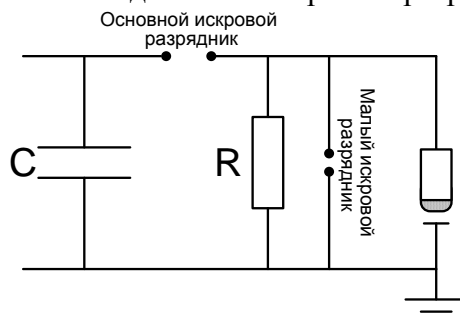 Основной искровой
разрядник
C
R
Малый искровой
разрядник